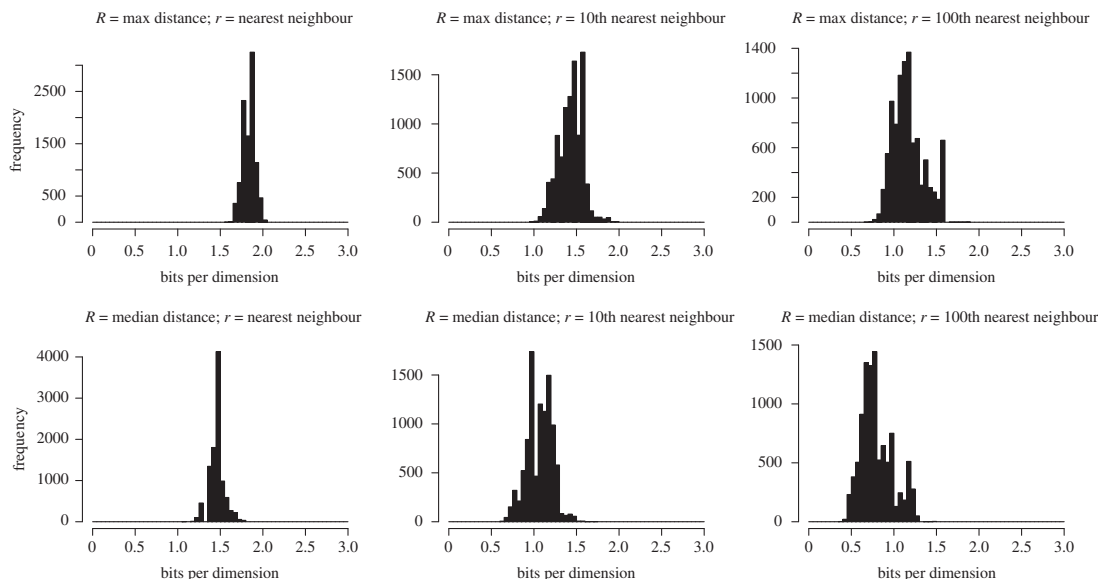 R = max distance; r = nearest neighbour
R = max distance; r = 10th nearest neighbour
R = max distance; r = 100th nearest neighbour
frequency
2500
1500
500
0
1500
1000
500
0
1400
1000
600
200
0
0 0.5 1.0 1.5 2.0 2.5 3.0
0 0.5 1.0 1.5 2.0 2.5 3.0
0 0.5 1.0 1.5 2.0 2.5 3.0
bits per dimension
bits per dimension
bits per dimension
R = median distance; r = nearest neighbour
R = median distance; r = 10th nearest neighbour
R = median distance; r = 100th nearest neighbour
frequency
4000
3000
2000
1000
0
1500
1000
500
0
1500
1000
500
0
0 0.5 1.0 1.5 2.0 2.5 3.0
0 0.5 1.0 1.5 2.0 2.5 3.0
0 0.5 1.0 1.5 2.0 2.5 3.0
bits per dimension
bits per dimension
bits per dimension